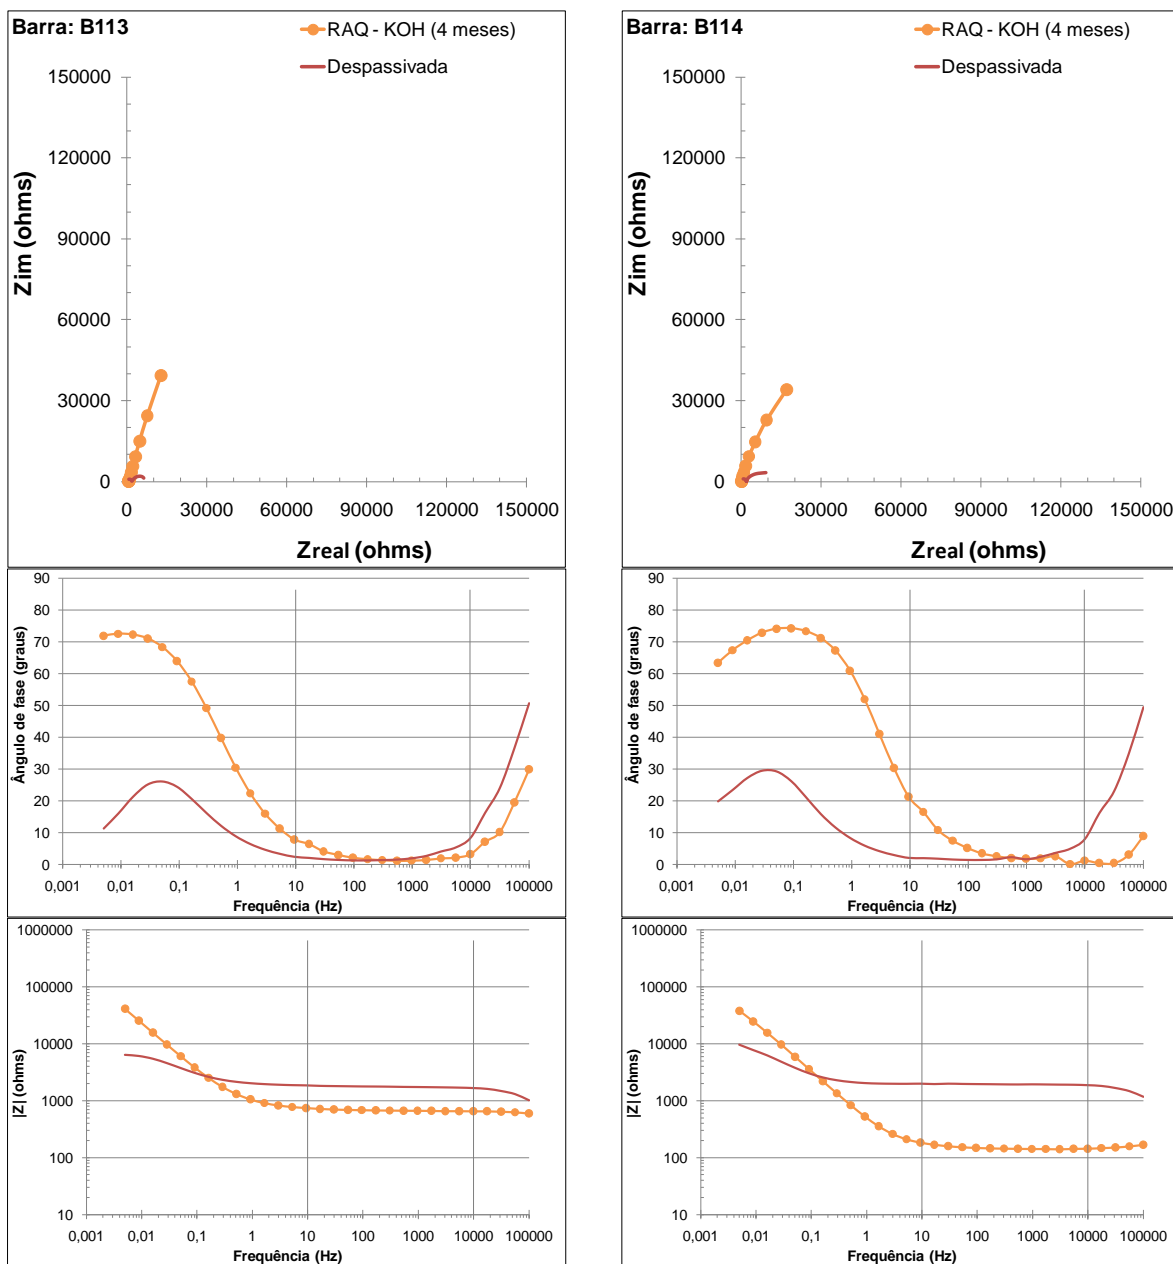 Barra: B113
RAQ - KOH (4 meses)
Despassivada
150000
120000
90000
60000
30000
0
Zim (ohms)
0 30000 60000 90000 120000 150000
Zreal (ohms)
90
80
70
60
50
40
30
20
10
0
Ângulo de fase (graus)
0,001 0,01 0,1 1 10 100 1000 10000 100000
Frequência (Hz)
1000000
100000
10000
1000
100
10
|Z| (ohms)
0,001 0,01 0,1 1 10 100 1000 10000 100000
Frequência (Hz)
Barra: B114
RAQ - KOH (4 meses)
Despassivada
150000
120000
90000
60000
30000
0
Zim (ohms)
0 30000 60000 90000 120000 150000
Zreal (ohms)
90
80
70
60
50
40
30
20
10
0
Ângulo de fase (graus)
0,001 0,01 0,1 1 10 100 1000 10000 100000
Frequência (Hz)
1000000
100000
10000
1000
100
10
|Z| (ohms)
0,001 0,01 0,1 1 10 100 1000 10000 100000
Frequência (Hz)